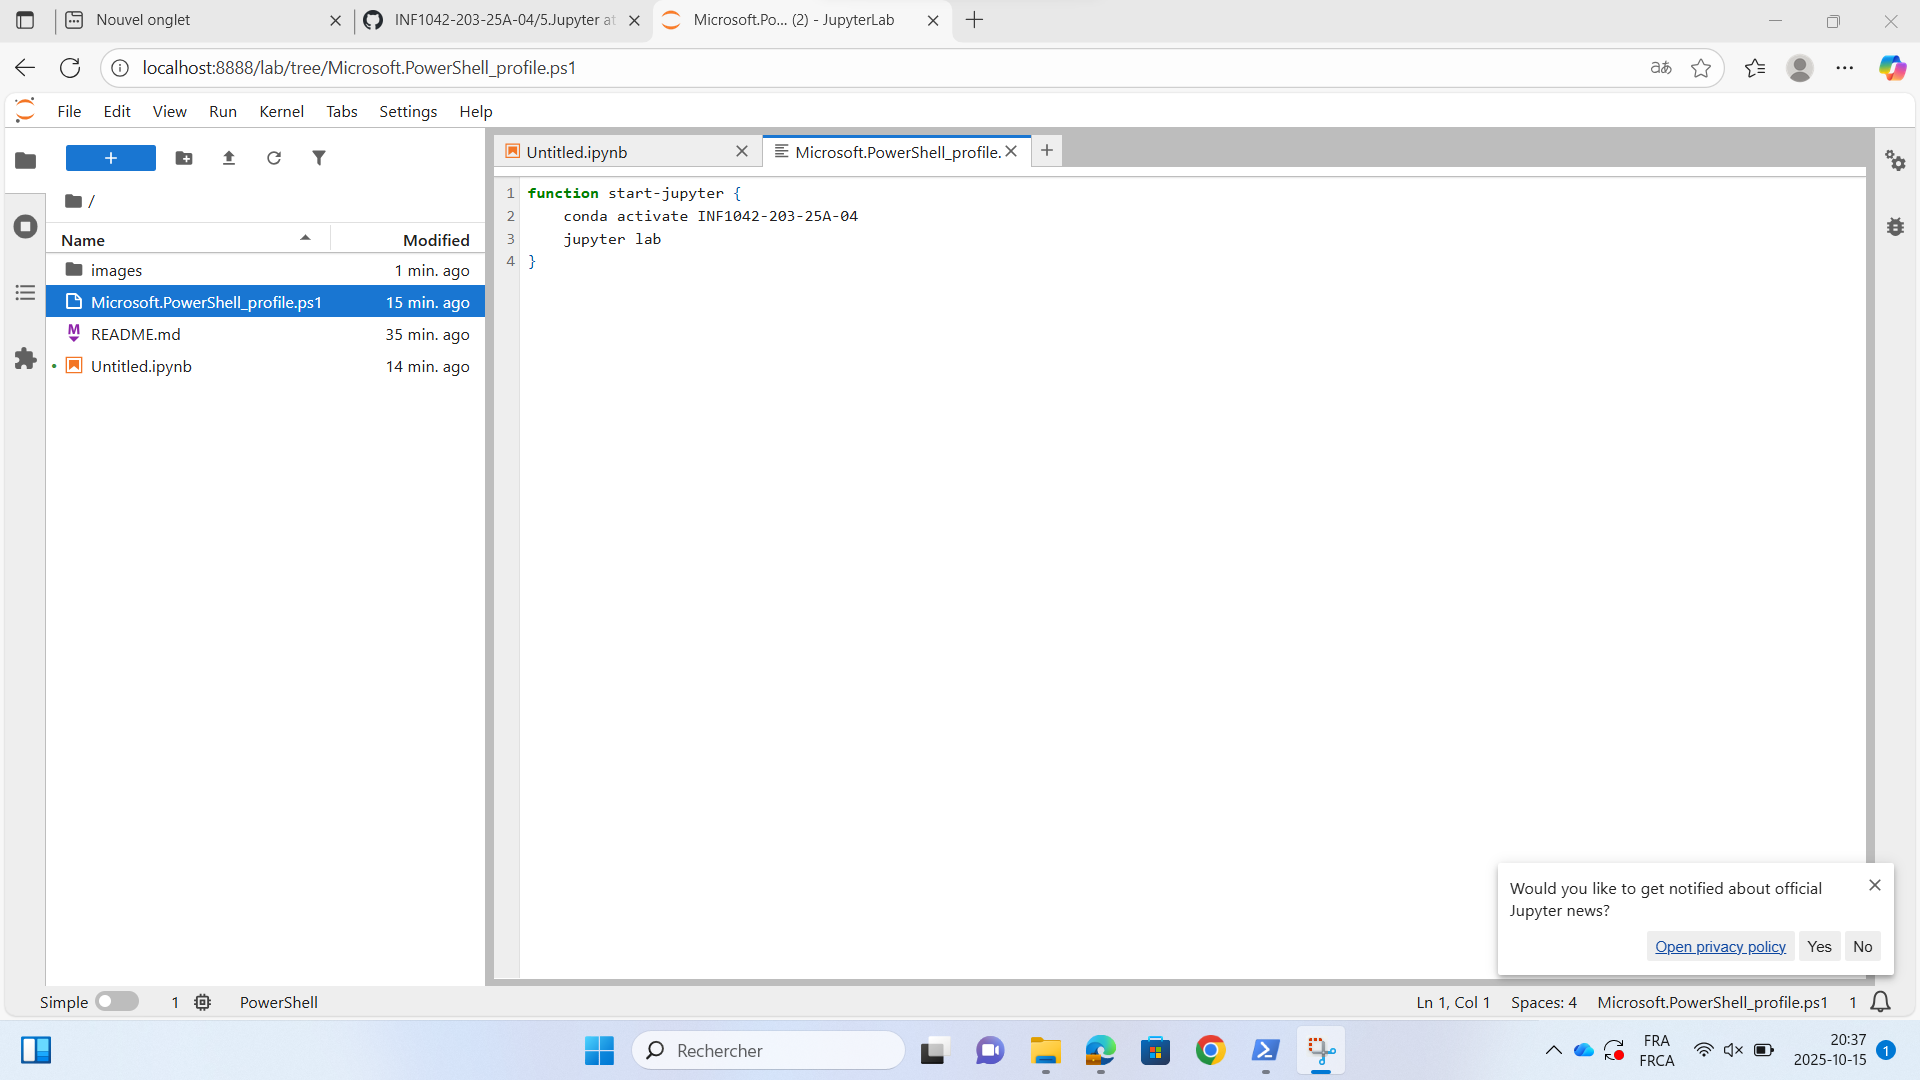 Nouvel onglet
INF1042-203-25A-04/5.Jupyter at
Microsoft.Po... (2) - JupyterLab
localhost:8888/lab/tree/Microsoft.PowerShell_profile.ps1
aあ
File Edit View Run Kernel Tabs Settings Help
+
/
Name Modified
images 1 min. ago
Microsoft.PowerShell_profile.ps1 15 min. ago
README.md 35 min. ago
Untitled.ipynb 14 min. ago
Untitled.ipynb
Microsoft.PowerShell_profile.
1 function start-jupyter {
2 conda activate INF1042-203-25A-04
3 jupyter lab
4 }
Would you like to get notified about official
Jupyter news?
Open privacy policy Yes No
Simple 1 PowerShell
Ln 1, Col 1 Spaces: 4 Microsoft.PowerShell_profile.ps1 1
Rechercher
FRA
FRCA
20:37
2025-10-15
1